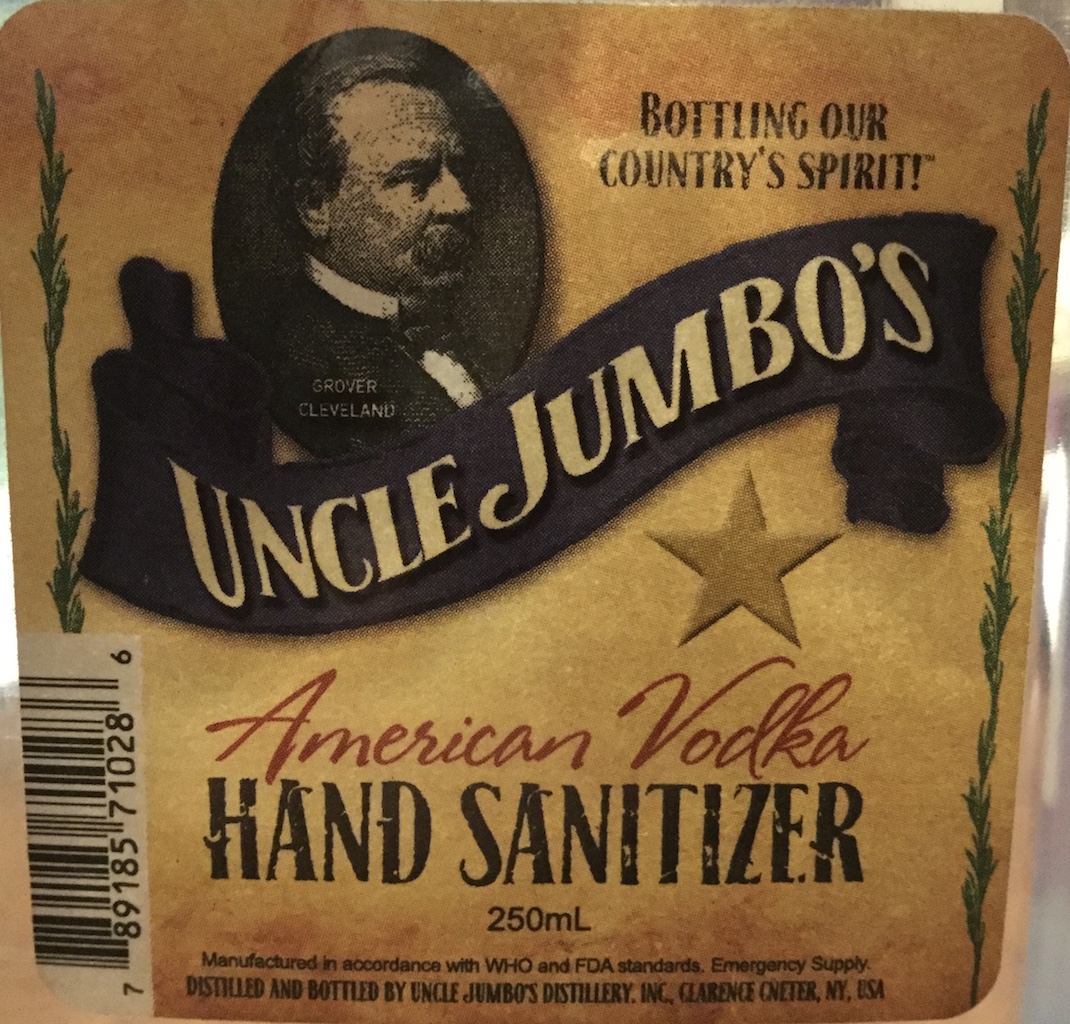 BOTTLING OUR
COUNTRY'S SPIRIT!™
GROVER
CLEVELAND
UNCLE JUMBO'S
American Vodka
HAND SANITIZER
250mL
Manufactured in accordance with WHO and FDA standards. Emergency Supply.
DISTILLED AND BOTTLED BY UNCLE JUMBO'S DISTILLERY. INC., CLARENCE CNETER, NY, USA
7 89185 71028 6